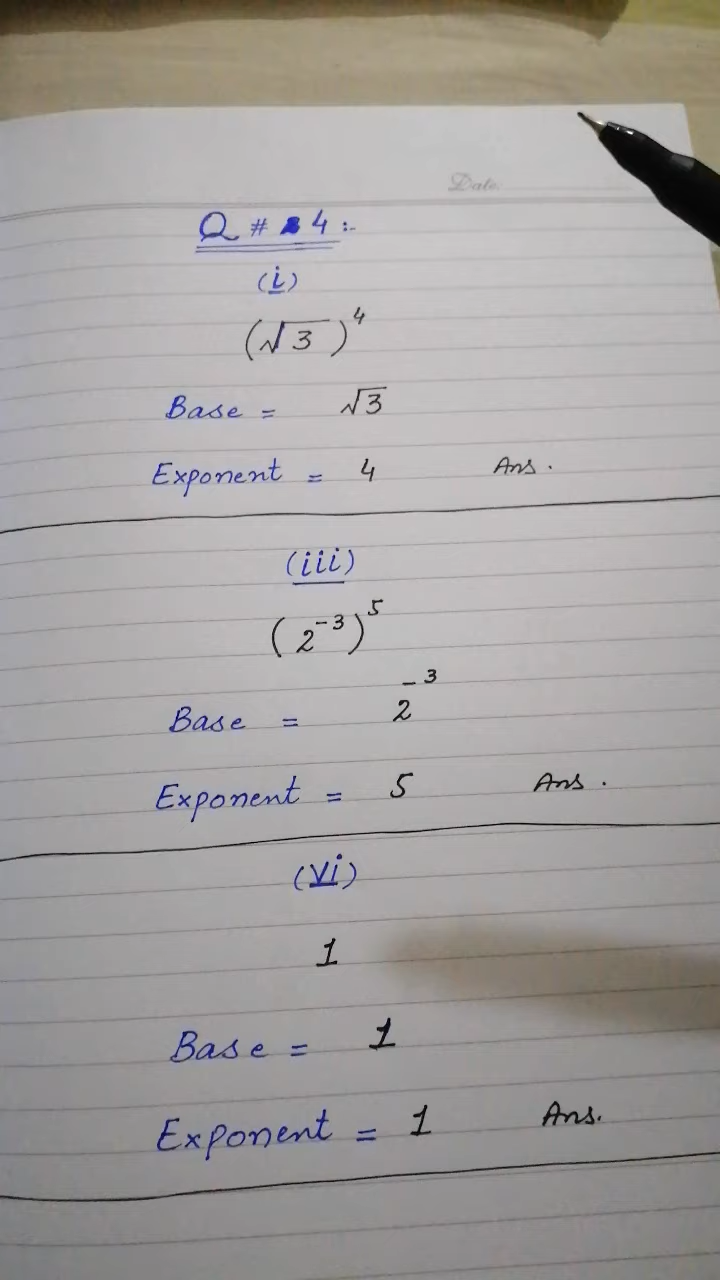 Date.
Q # 4 :-
(i)
(√3)⁴
Base = √3
Exponent = 4 Ans.
(iii)
(2⁻³)⁵
Base = 2⁻³
Exponent = 5 Ans.
(vi)
1
Base = 1
Exponent = 1 Ans.